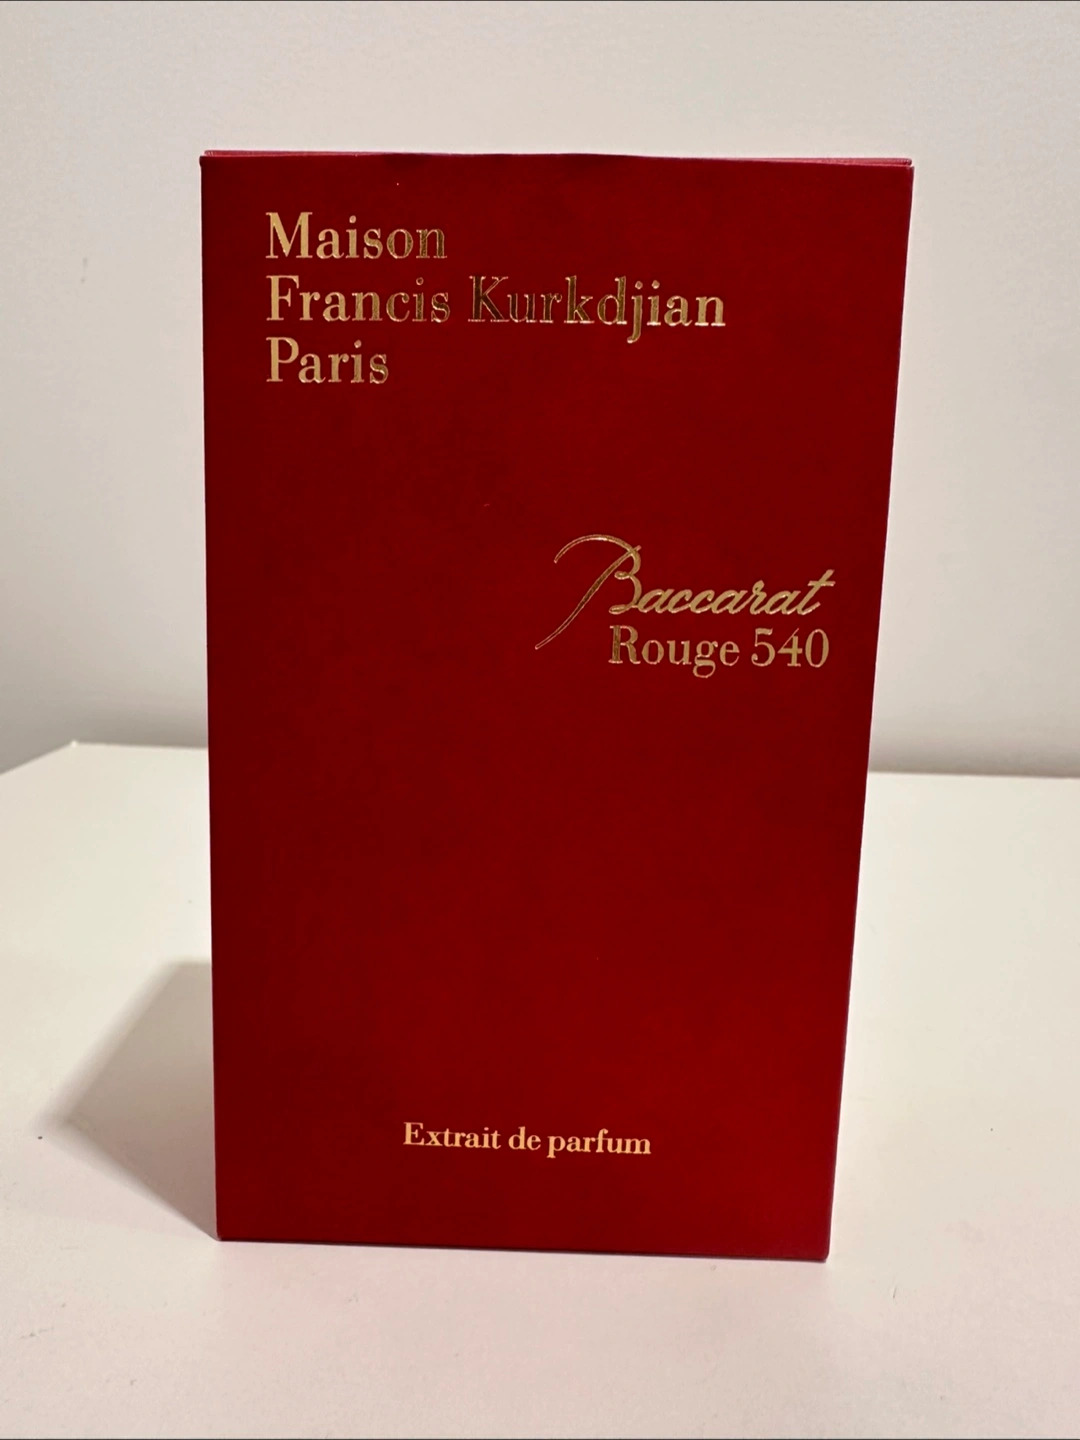 Maison
Francis Kurkdjian
Paris
Baccarat
Rouge 540
Extrait de parfum